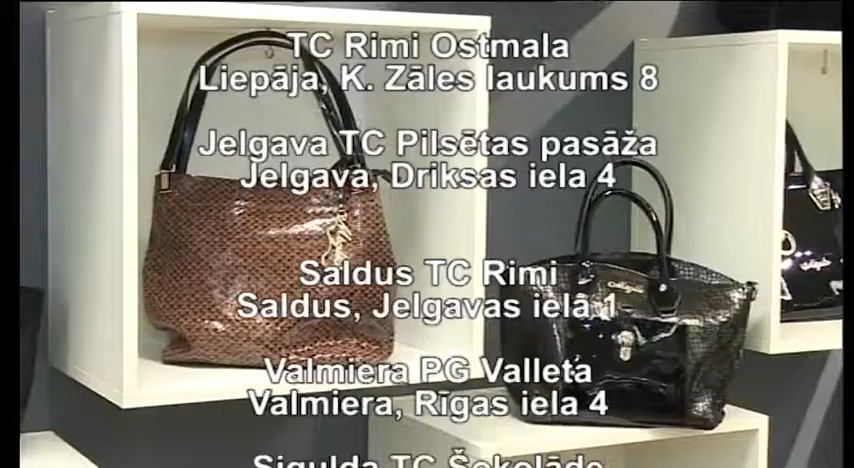 TC Rimi Ostmala
Liepāja, K. Zāles laukums 8
Jelgava TC Pilsētas pasāža
Jelgava, Driksas iela 4
Saldus TC Rimi
Saldus, Jelgavas iela 1
Valmiera PG Valleta
Valmiera, Rīgas iela 4
Sigulda TC Šokolāde